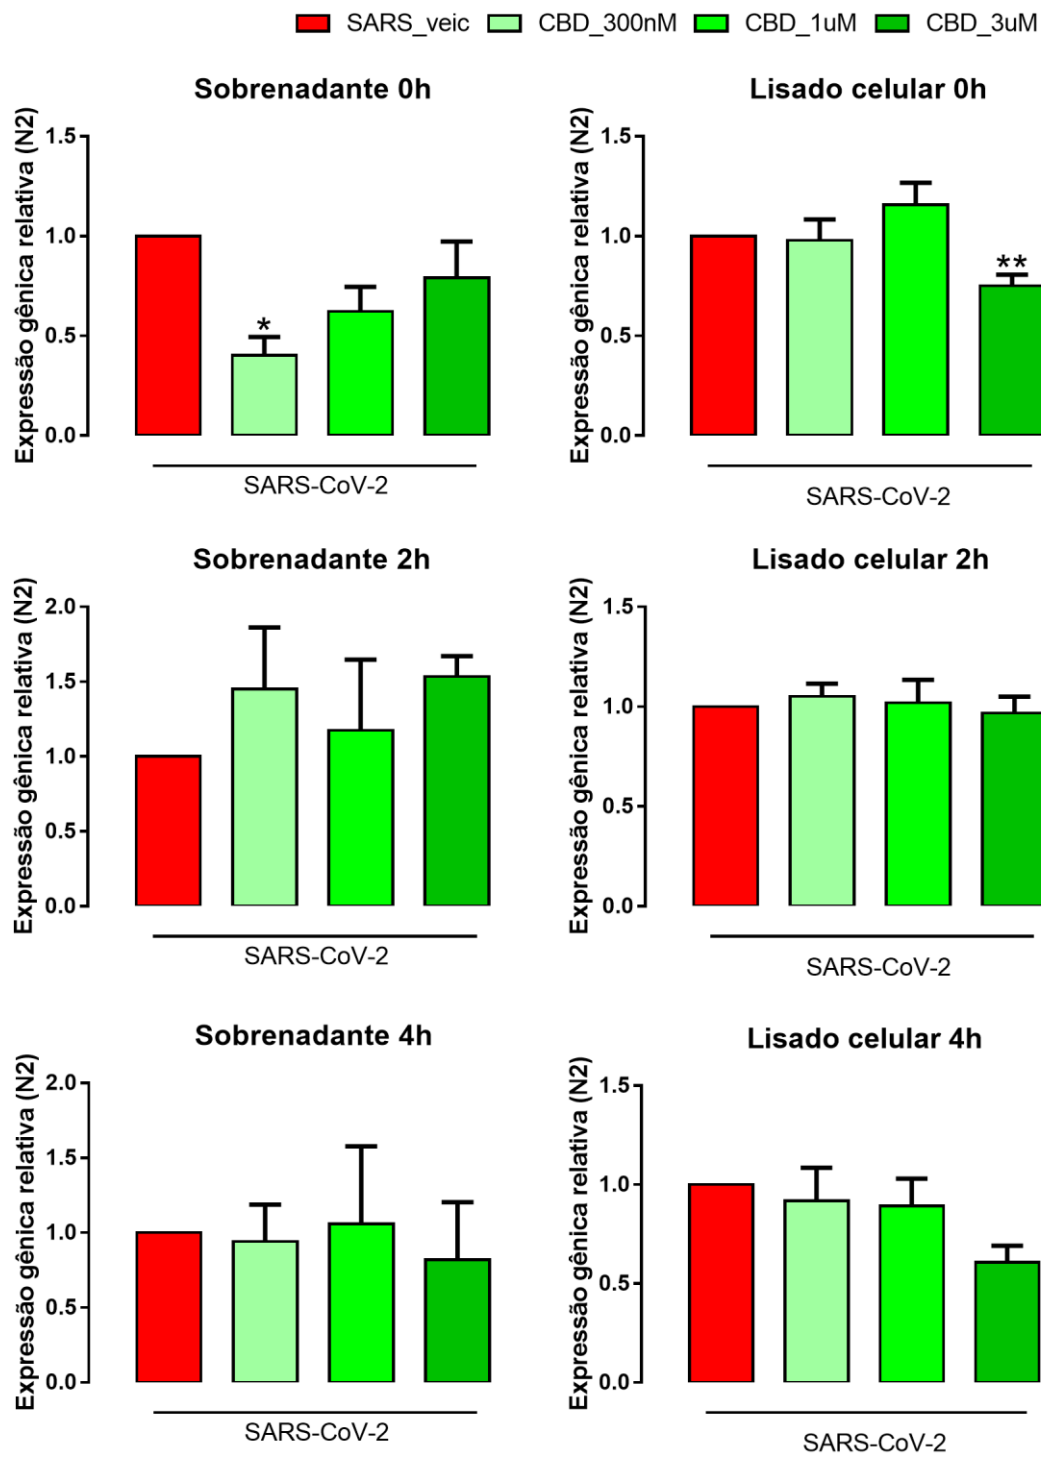 SARS_veic CBD_300nM CBD_1uM CBD_3uM
Sobrenadante 0h
Expressão gênica relativa (N2)
1.5
1.0
*
0.5
0.0
SARS-CoV-2
Lisado celular 0h
Expressão gênica relativa (N2)
1.5
1.0
**
0.5
0.0
SARS-CoV-2
Sobrenadante 2h
Expressão gênica relativa (N2)
2.0
1.5
1.0
0.5
0.0
SARS-CoV-2
Lisado celular 2h
Expressão gênica relativa (N2)
1.5
1.0
0.5
0.0
SARS-CoV-2
Sobrenadante 4h
Expressão gênica relativa (N2)
2.0
1.5
1.0
0.5
0.0
SARS-CoV-2
Lisado celular 4h
Expressão gênica relativa (N2)
1.5
1.0
0.5
0.0
SARS-CoV-2